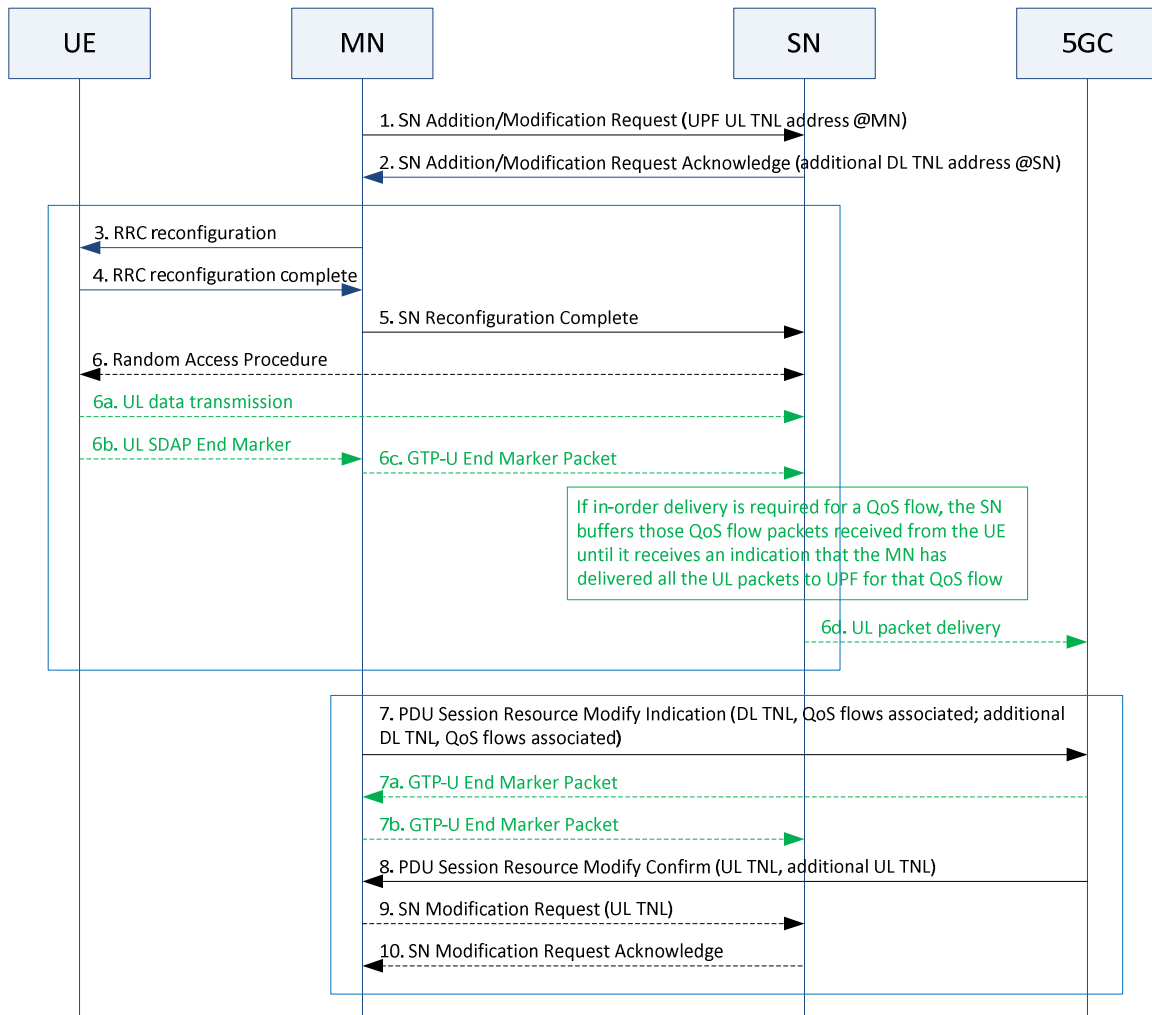 UE
MN
SN
5GC
1. SN Addition/Modification Request (UPF UL TNL address @MN)
2. SN Addition/Modification Request Acknowledge (additional DL TNL address @SN)
3. RRC reconfiguration
4. RRC reconfiguration complete
5. SN Reconfiguration Complete
6. Random Access Procedure
6a. UL data transmission
6b. UL SDAP End Marker
6c. GTP-U End Marker Packet
If in-order delivery is required for a QoS flow, the SN
buffers those QoS flow packets received from the UE
until it receives an indication that the MN has
delivered all the UL packets to UPF for that QoS flow
6d. UL packet delivery
7. PDU Session Resource Modify Indication (DL TNL, QoS flows associated; additional
DL TNL, QoS flows associated)
7a. GTP-U End Marker Packet
7b. GTP-U End Marker Packet
8. PDU Session Resource Modify Confirm (UL TNL, additional UL TNL)
9. SN Modification Request (UL TNL)
10. SN Modification Request Acknowledge